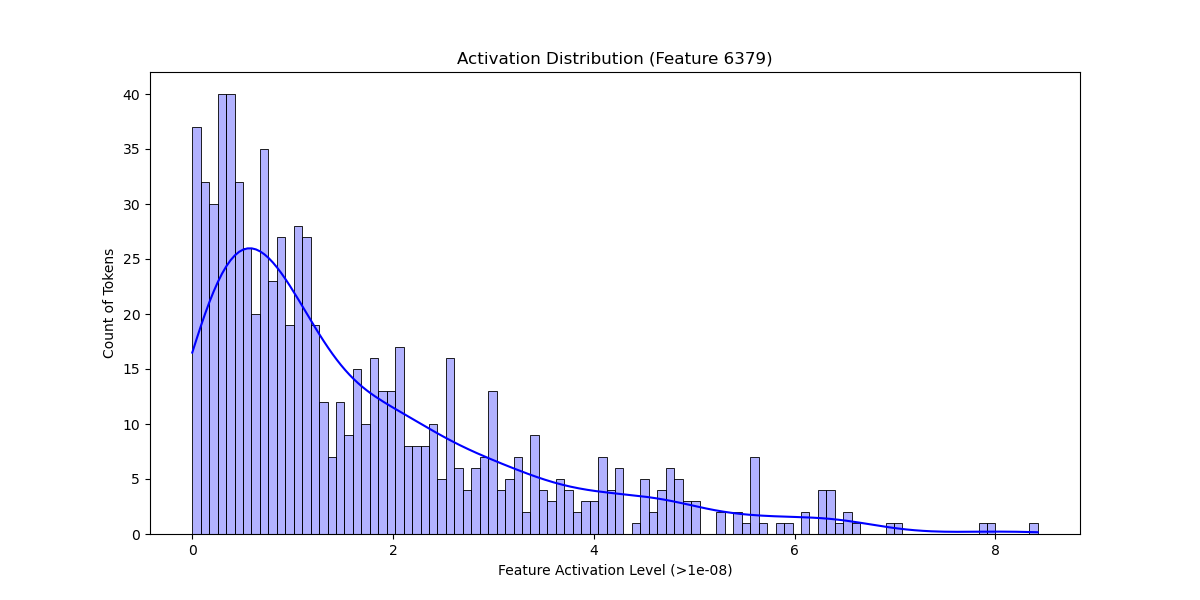 Activation Distribution (Feature 6379)
40
35
30
25
20
15
10
5
0
Count of Tokens
0 2 4 6 8
Feature Activation Level (>1e-08)